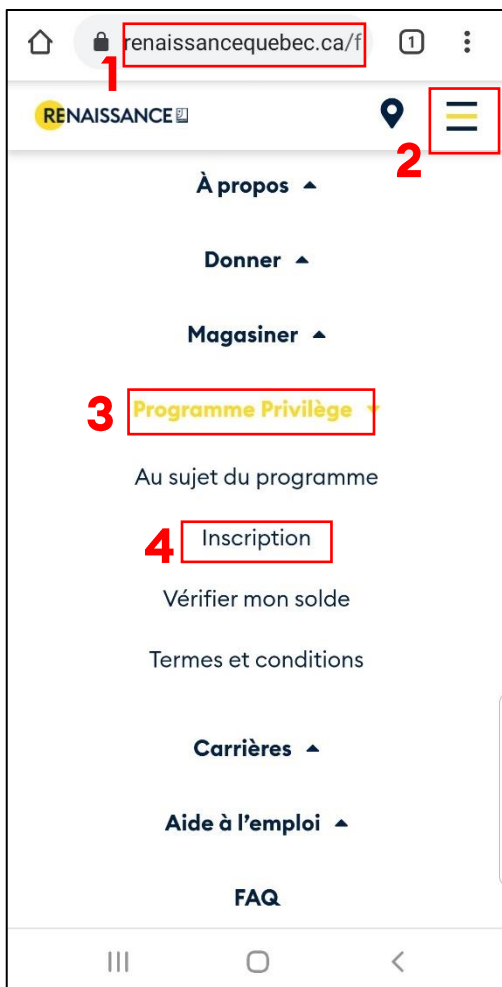 renaissancequebec.ca/f 1
1
RENAISSANCE
2
À propos
Donner
Magasiner
3 Programme Privilège
Au sujet du programme
4 Inscription
Vérifier mon solde
Termes et conditions
Carrières
Aide à l'emploi
FAQ